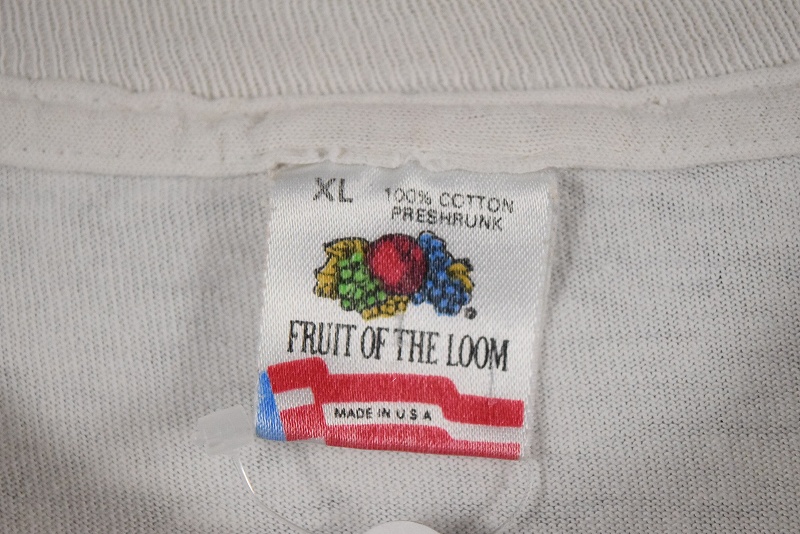 XL
100% COTTON
PRESHRUNK
FRUIT OF THE LOOM
MADE IN U S A